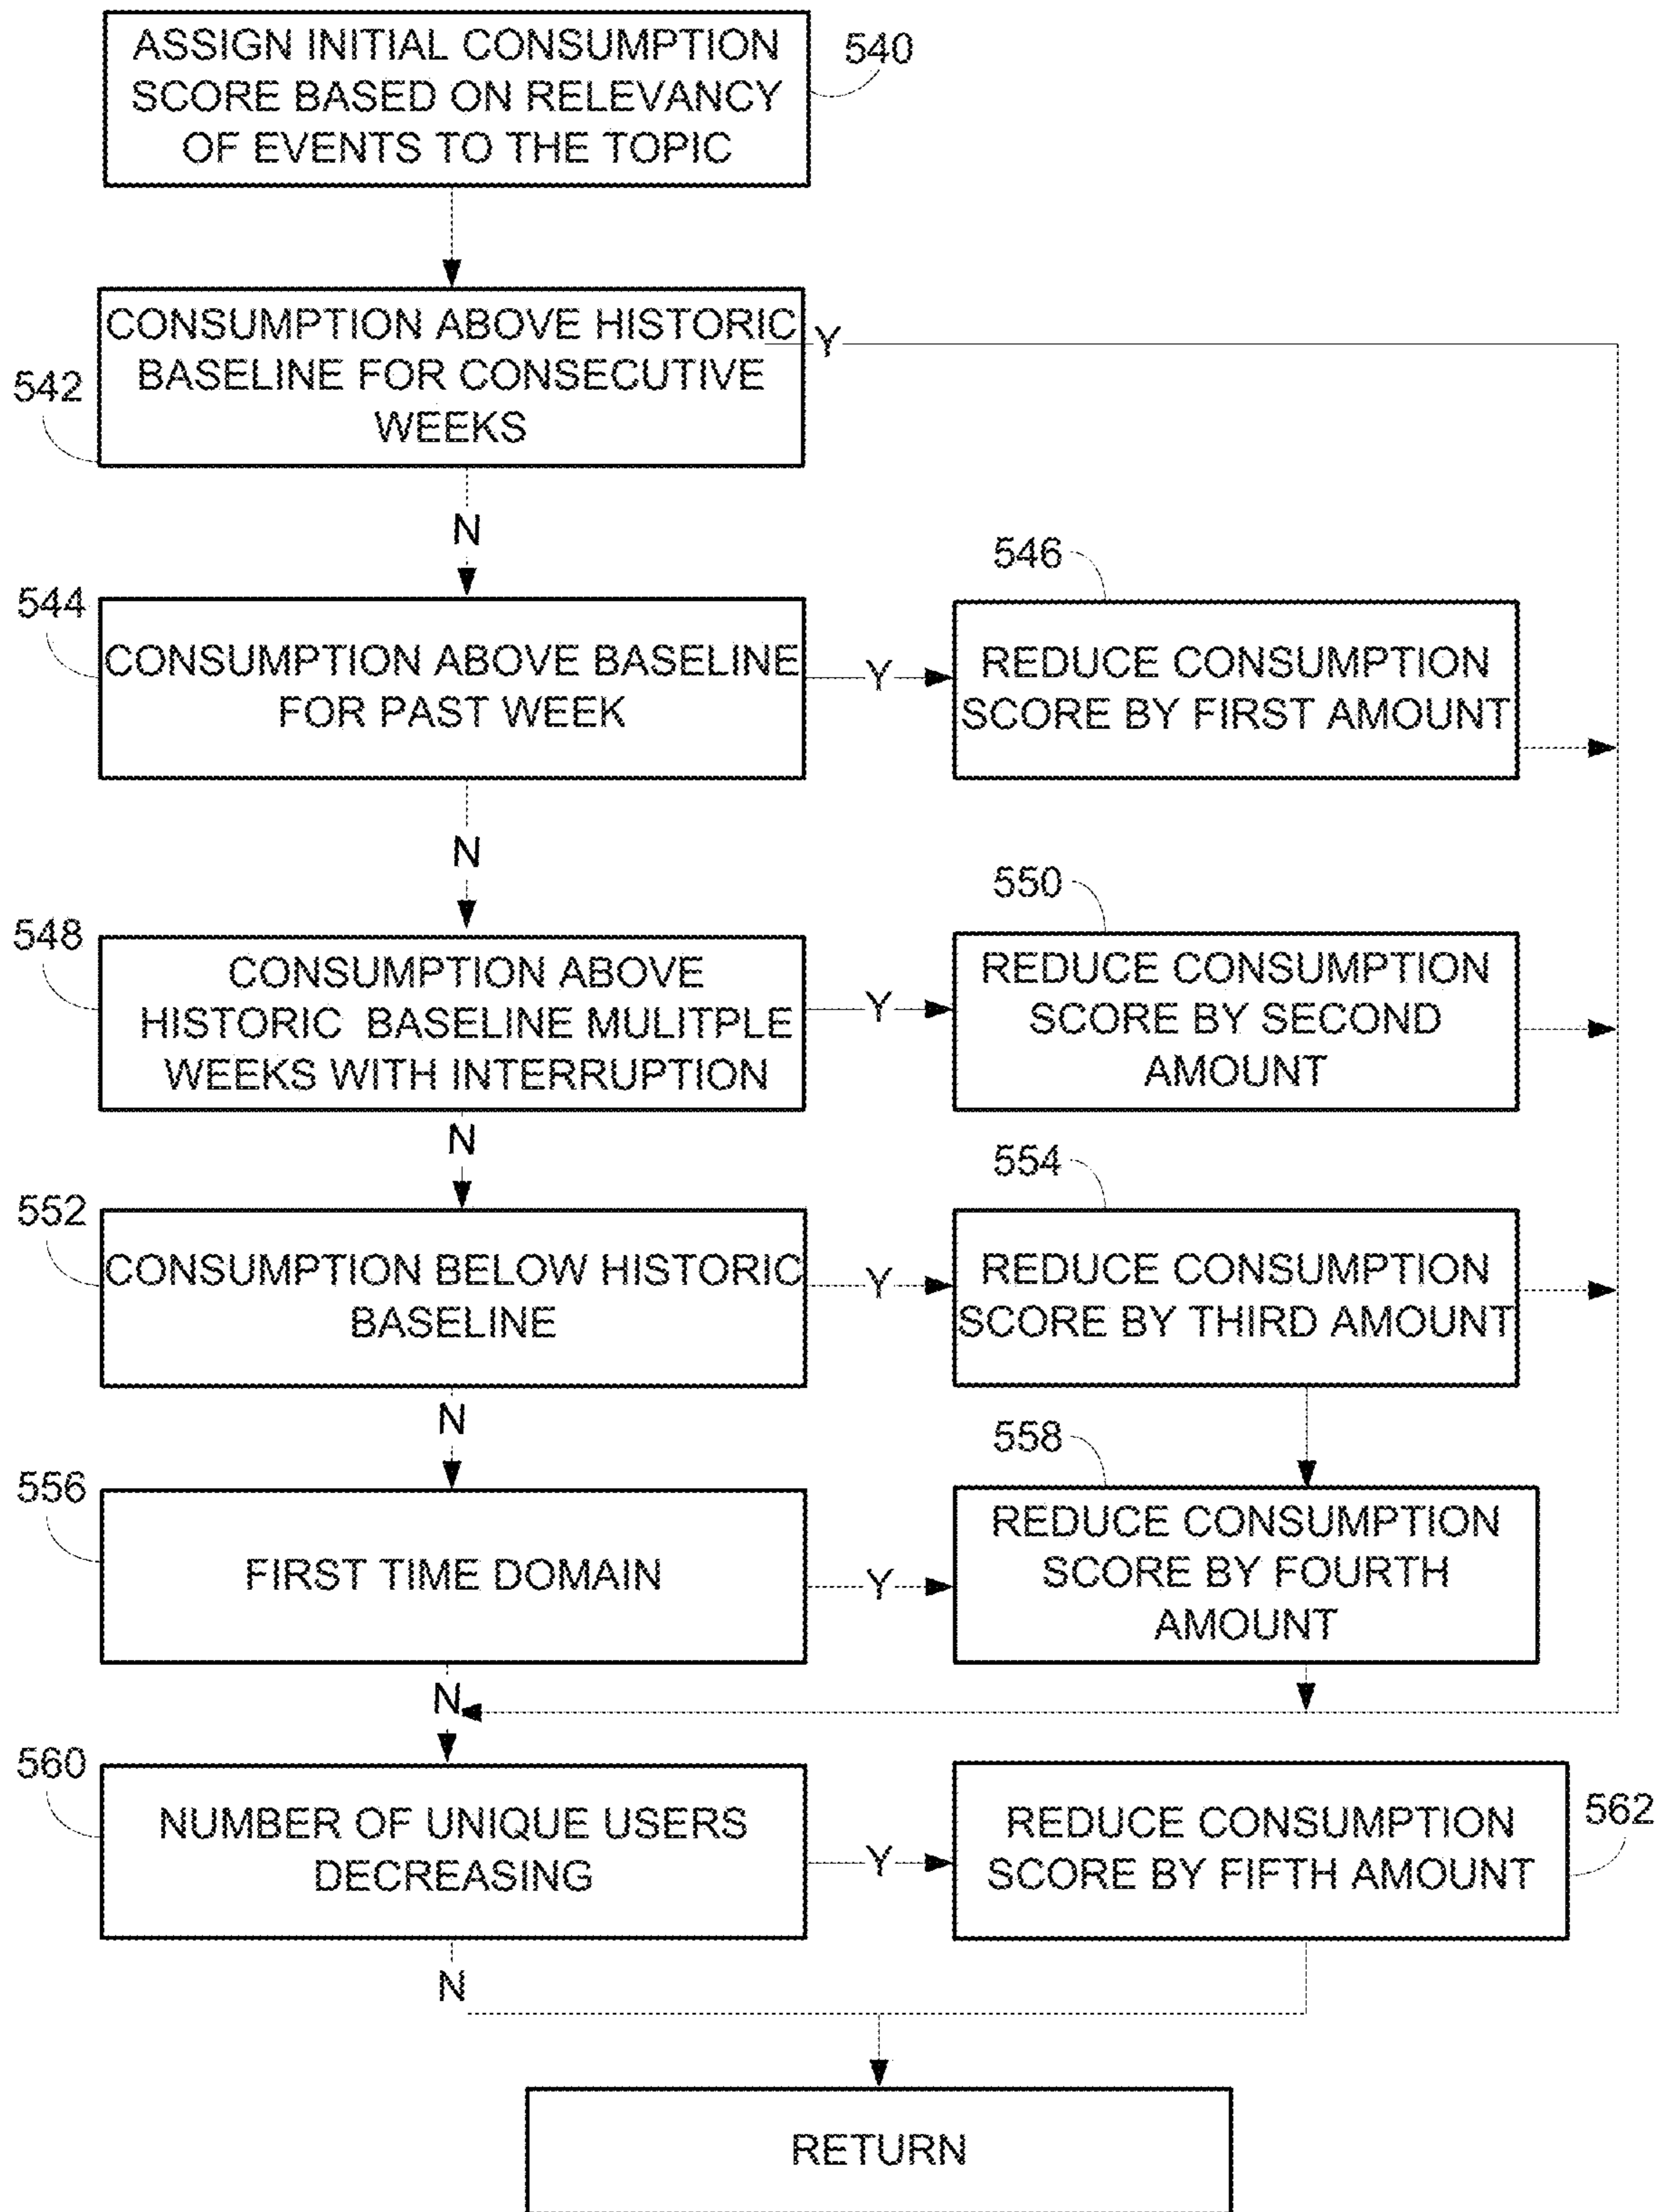 ASSIGN INITIAL CONSUMPTION
SCORE BASED ON RELEVANCY
OF EVENTS TO THE TOPIC
540
CONSUMPTION ABOVE HISTORIC
BASELINE FOR CONSECUTIVE
WEEKS
Y
542
N
544
CONSUMPTION ABOVE BASELINE
FOR PAST WEEK
Y
546
REDUCE CONSUMPTION
SCORE BY FIRST AMOUNT
N
548
CONSUMPTION ABOVE
HISTORIC BASELINE MULITPLE
WEEKS WITH INTERRUPTION
Y
550
REDUCE CONSUMPTION
SCORE BY SECOND
AMOUNT
N
552
CONSUMPTION BELOW HISTORIC
BASELINE
Y
554
REDUCE CONSUMPTION
SCORE BY THIRD AMOUNT
N
556
FIRST TIME DOMAIN
Y
558
REDUCE CONSUMPTION
SCORE BY FOURTH
AMOUNT
N
560
NUMBER OF UNIQUE USERS
DECREASING
Y
REDUCE CONSUMPTION
SCORE BY FIFTH AMOUNT
562
N
RETURN